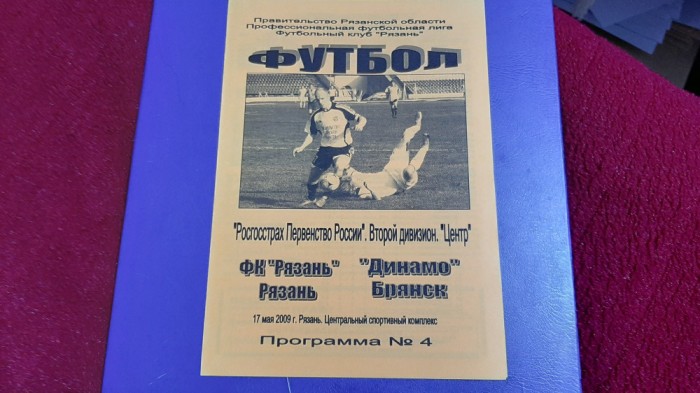 Правительство Рязанской области
Профессиональная футбольная лига
Футбольный клуб "Рязань"
ФУТБОЛ
"Росгосстрах Первенство России". Второй дивизион. "Центр"
ФК "Рязань" "Динамо"
Рязань Брянск
17 мая 2009 г. Рязань. Центральный спортивный комплекс
Программа № 4